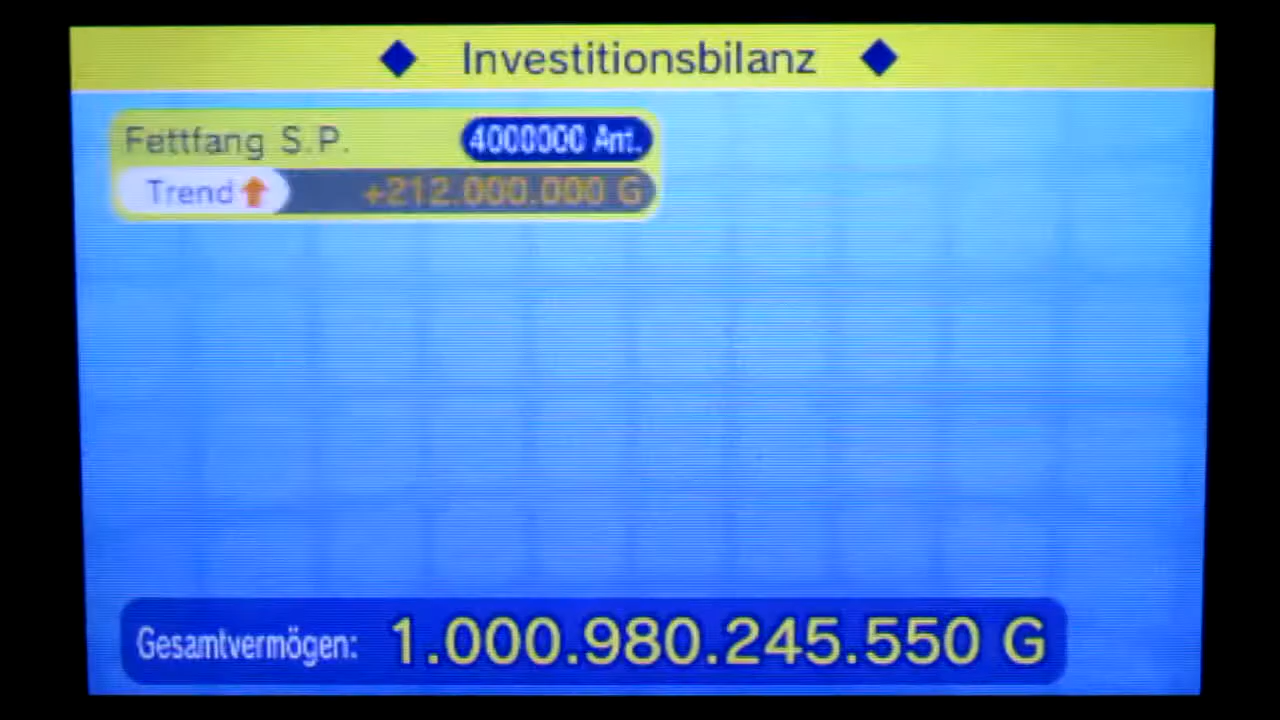 ◆ Investitionsbilanz ◆
Fettfang S.P. 4000000 Ant.
Trend↑ +212.000.000 G
Gesamtvermögen: 1.000.980.245.550 G